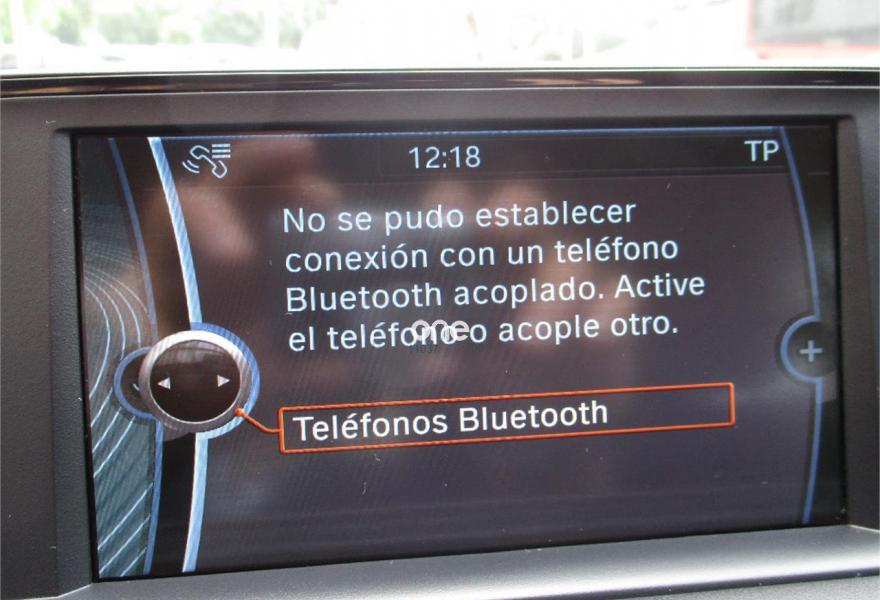 12:18
TP
No se pudo establecer
conexión con un teléfono
Bluetooth acoplado. Active
el teléfono o acople otro.
one
Teléfonos Bluetooth